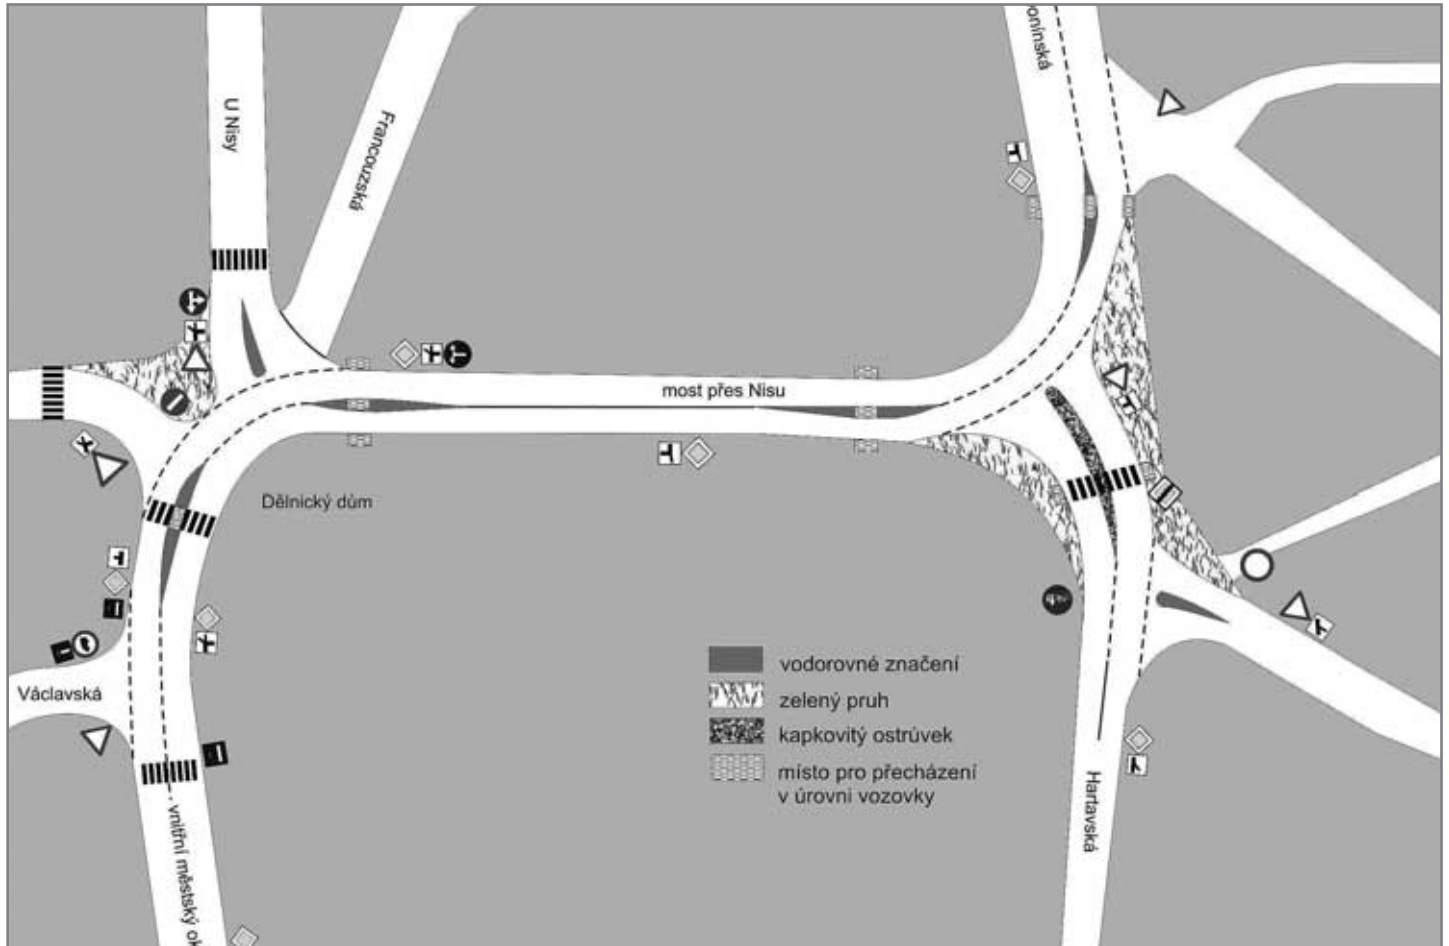 onínská
U Nisy
Francouzská
most přes Nisu
Dělnický dům
vodorovné značení
zelený pruh
kapkovitý ostrůvek
místo pro přecházení
v úrovni vozovky
Václavská
Hartavská
vnitřní městský ok